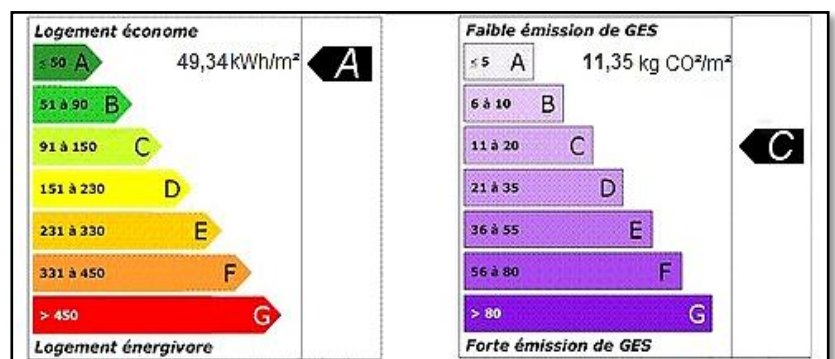 Logement économe
≤ 50 A 49,34 kWh/m² A
51 à 90 B
91 à 150 C
151 à 230 D
231 à 330 E
331 à 450 F
> 450 G
Logement énergivore
Faible émission de GES
≤ 5 A 11,35 kg CO²/m²
6 à 10 B
11 à 20 C C
21 à 35 D
36 à 55 E
56 à 80 F
> 80 G
Forte émission de GES